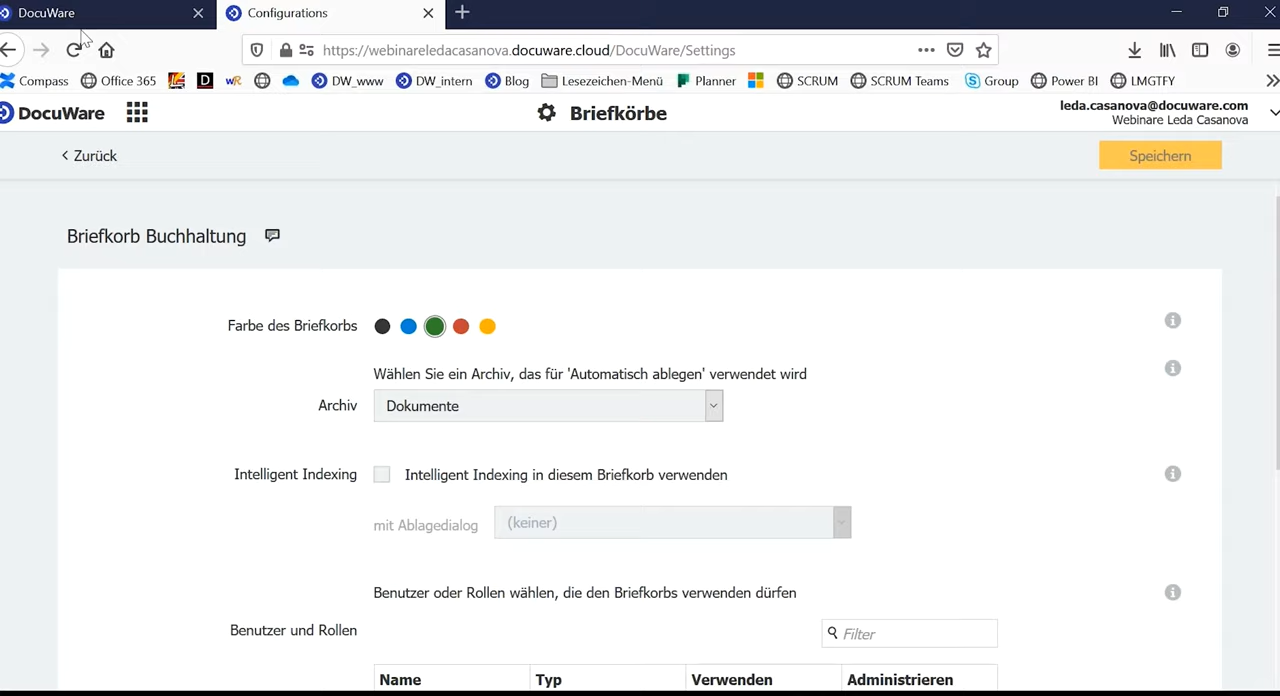 DocuWare
Configurations
https://webinareledacasanova.docuware.cloud/DocuWare/Settings
Compass Office 365 D wR DW_www DW_intern Blog Lesezeichen-Menü Planner SCRUM SCRUM Teams Group Power BI LMGTFY
DocuWare
Briefkörbe
leda.casanova@docuware.com
Webinare Leda Casanova
Zurück
Speichern
Briefkorb Buchhaltung
Farbe des Briefkorbs
Wählen Sie ein Archiv, das für 'Automatisch ablegen' verwendet wird
Archiv Dokumente
Intelligent Indexing Intelligent Indexing in diesem Briefkorb verwenden
mit Ablagedialog (keiner)
Benutzer oder Rollen wählen, die den Briefkorbs verwenden dürfen
Benutzer und Rollen Filter
Name Typ Verwenden Administrieren